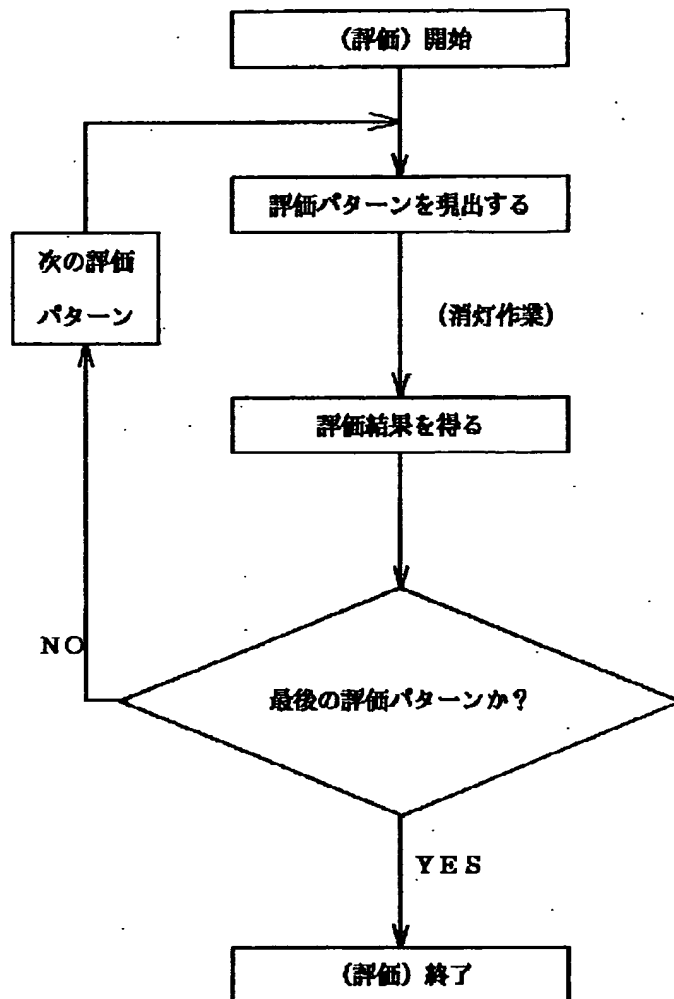 （評価）開始
評価パターンを現出する
次の評価
パターン
（消灯作業）
評価結果を得る
NO
最後の評価パターンか？
YES
（評価）終了